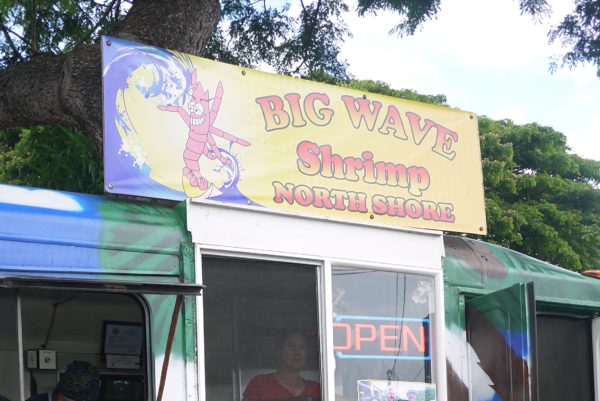 BIG WAVE
Shrimp
NORTH SHORE
OPEN